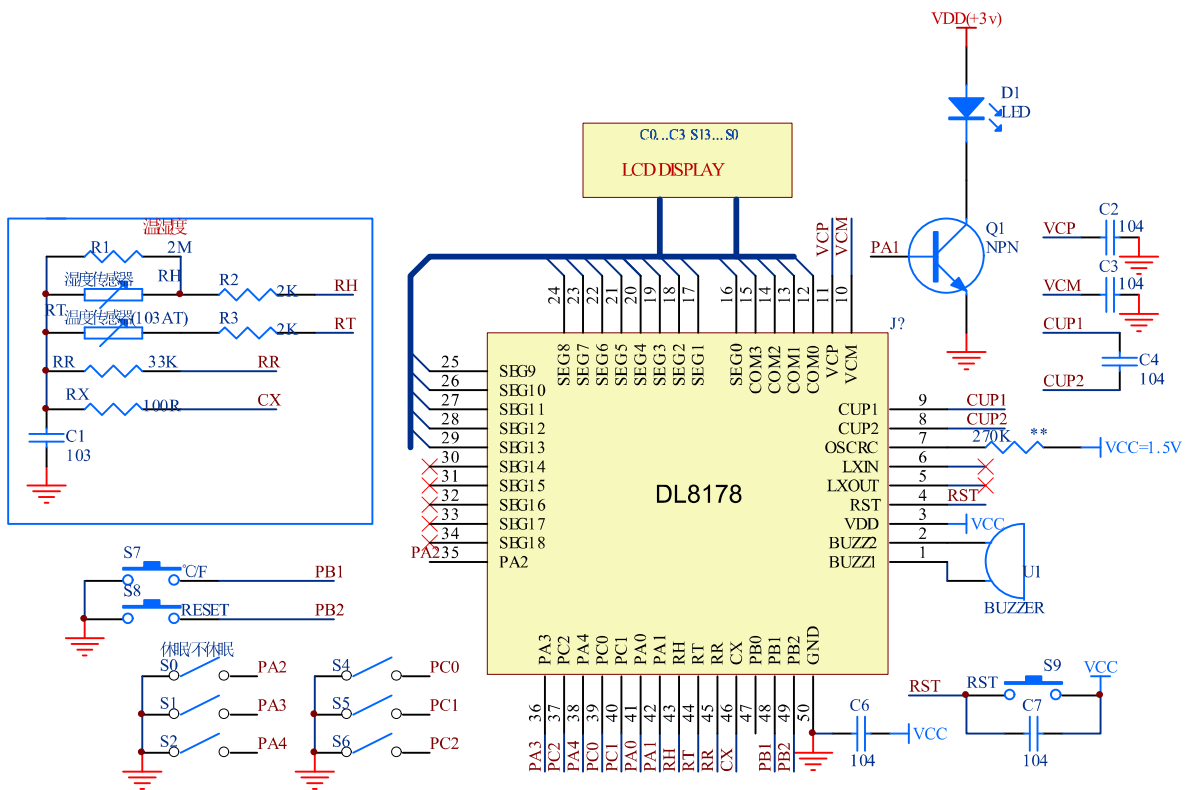 VDD(+3v)
D1
LED
C0...C3 S13...S0
LCD DISPLAY
Q1
NPN
PA1
VCP
C2
104
VCM
C3
104
CUP1
C4
104
CUP2
温湿度
R1
2M
湿度传感器
RH
R2
2K
RH
RT
温度传感器(103AT)
R3
2K
RT
RR
33K
RR
RX
100R
CX
C1
103
VCP
VCM
24
23
22
21
20
19
18
17
16
15
14
13
12
11
10
J?
SEG8
SEG7
SEG6
SEG5
SEG4
SEG3
SEG2
SEG1
SEG0
COM3
COM2
COM1
COM0
VCP
VCM
25 SEG9
26 SEG10
27 SEG11
28 SEG12
29 SEG13
30 SEG14
31 SEG15
32 SEG16
33 SEG17
34 SEG18
PA2 35 PA2
DL8178
CUP1 9 CUP1
CUP2 8 CUP2
OSCRC 7 270K ** VCC=1.5V
LXIN 6
LXOUT 5
RST 4 RST
VDD 3 VCC
BUZZ2 2
BUZZ1 1
U1
BUZZER
PA3
PC2
PA4
PC0
PC1
PA0
PA1
RH
RT
RR
CX
PB0
PB1
PB2
GND
36
37
38
39
40
41
42
43
44
45
46
47
48
49
50
PA3
PC2
PA4
PC0
PC1
PA0
PA1
RH
RT
RR
CX
PB1
PB2
S7
℃/F
PB1
S8
RESET
PB2
休眠/不休眠
S0
PA2
S1
PA3
S2
PA4
S4
PC0
S5
PC1
S6
PC2
C6
104
VCC
RST
RST
S9
VCC
C7
104